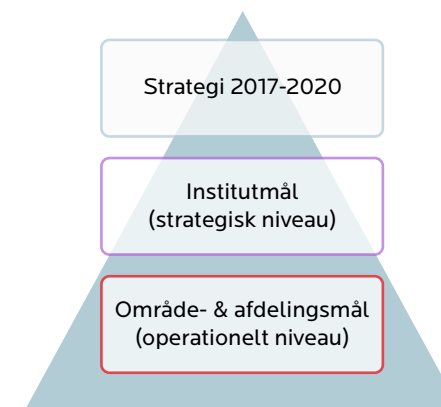 Strategi 2017-2020
Institutmål
(strategisk niveau)
Område- & afdelingsmål
(operationelt niveau)